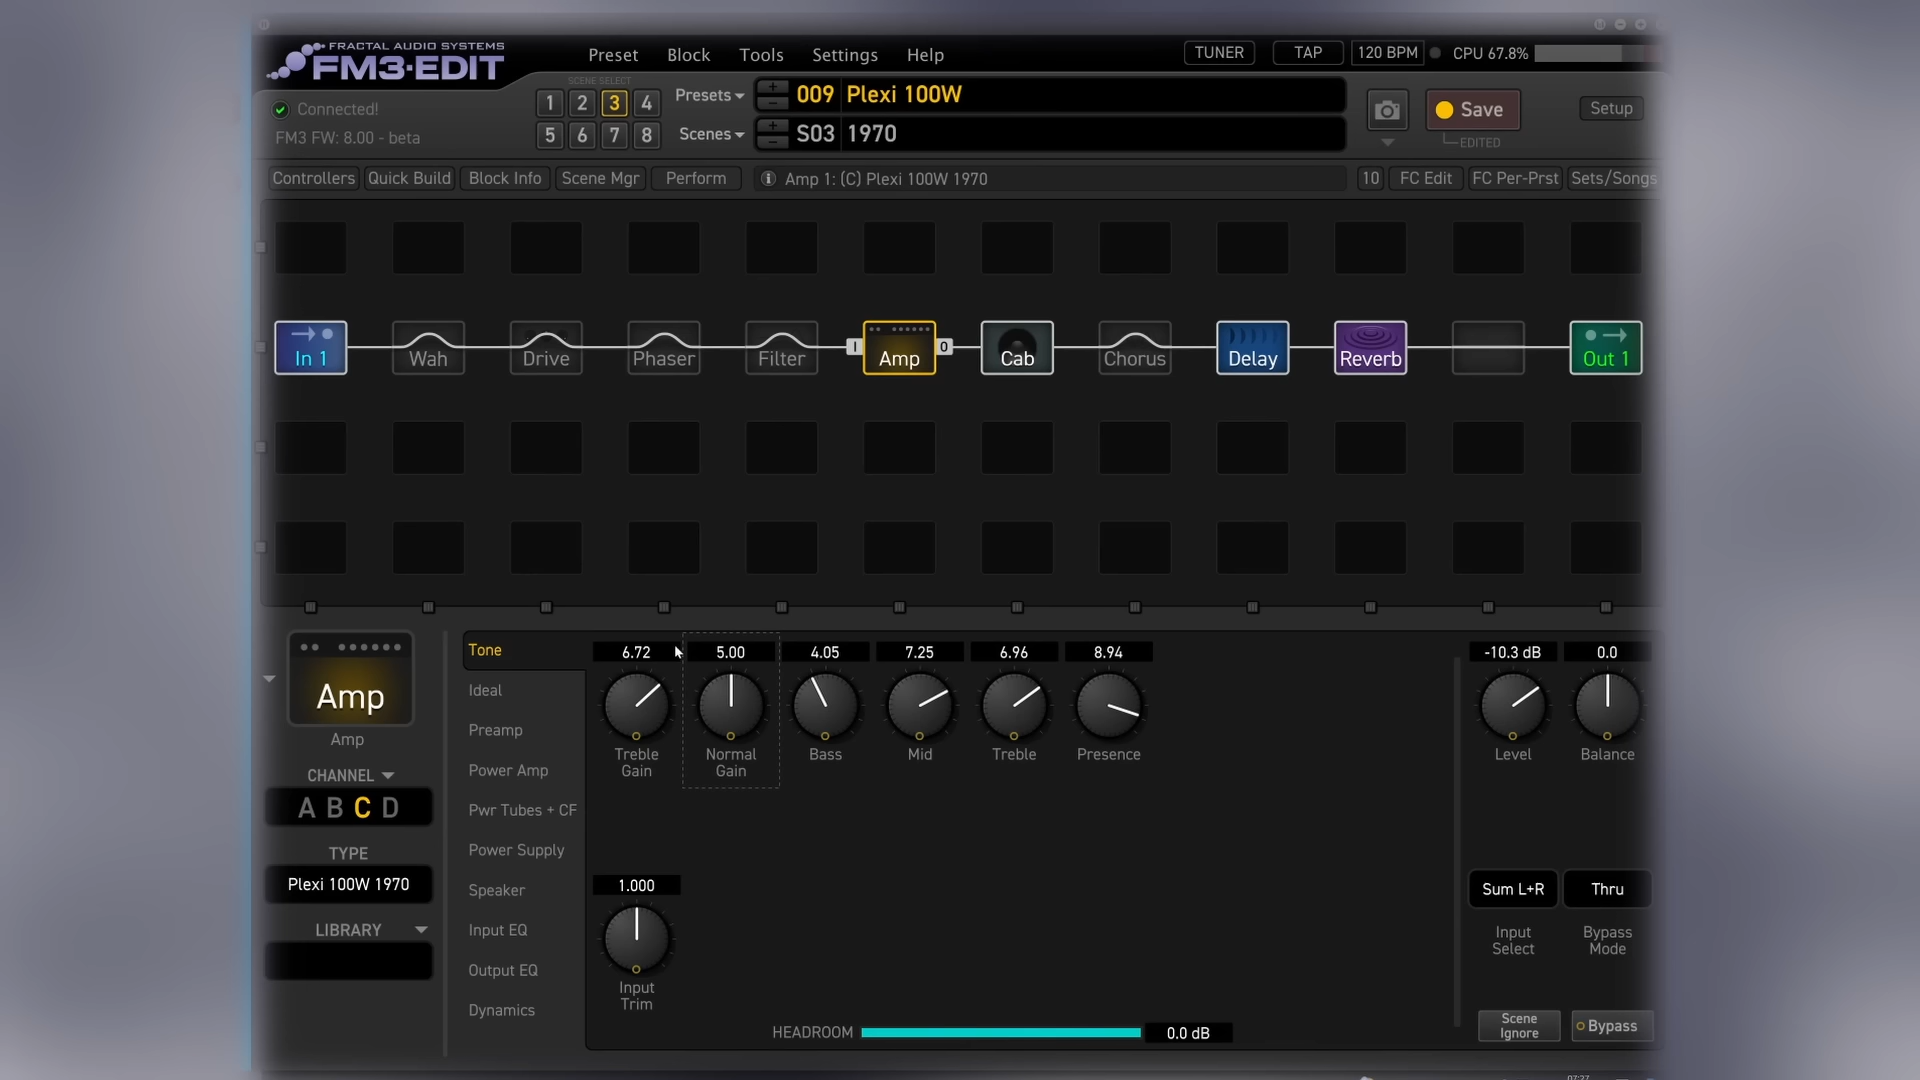 FRACTAL AUDIO SYSTEMS
FM3-EDIT
Preset Block Tools Settings Help
TUNER TAP 120 BPM CPU 67.8%
SCENE SELECT
1 2 3 4
5 6 7 8
Presets 009 Plexi 100W
Scenes S03 1970
Save
EDITED
Setup
Connected!
FM3 FW: 8.00 - beta
Controllers Quick Build Block Info Scene Mgr Perform Amp 1: (C) Plexi 100W 1970 10 FC Edit FC Per-Prst Sets/Songs
In 1 Wah Drive Phaser Filter I Amp O Cab Chorus Delay Reverb Out 1
Amp
Amp
CHANNEL
A B C D
TYPE
Plexi 100W 1970
LIBRARY
Tone
Ideal
Preamp
Power Amp
Pwr Tubes + CF
Power Supply
Speaker
Input EQ
Output EQ
Dynamics
6.72 5.00 4.05 7.25 6.96 8.94
Treble Normal Bass Mid Treble Presence
Gain Gain
1.000
Input
Trim
HEADROOM 0.0 dB
-10.3 dB 0.0
Level Balance
Sum L+R Thru
Input Bypass
Select Mode
Scene
Ignore
Bypass